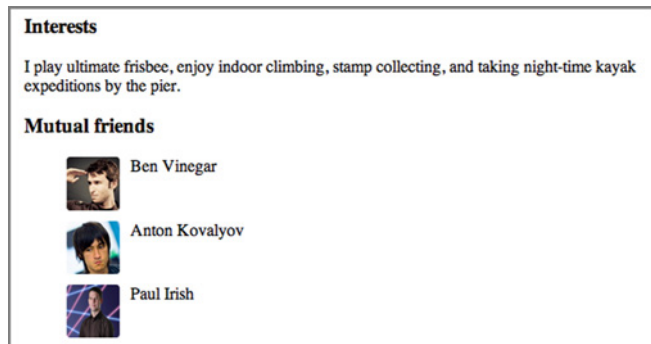 Interests
I play ultimate frisbee, enjoy indoor climbing, stamp collecting, and taking night-time kayak
expeditions by the pier.
Mutual friends
Ben Vinegar
Anton Kovalyov
Paul Irish